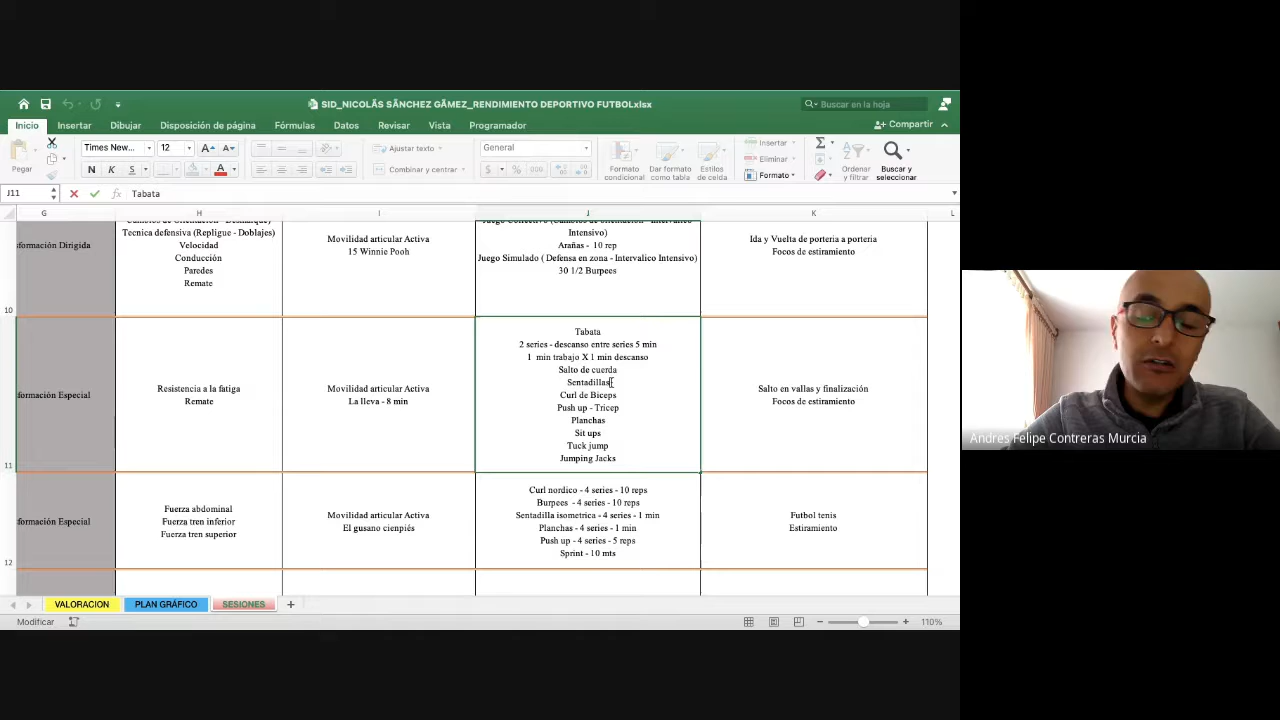 SID_NICOLÁS SÃNCHEZ GÃMEZ_RENDIMIENTO DEPORTIVO FUTBOLxlsx
Buscar en la hoja
Inicio Insertar Dibujar Disposición de página Fórmulas Datos Revisar Vista Programador
Compartir
Pegar
Times New... 12 A A
N K S A
Ajustar texto
Combinar y centrar
General
$ % 000
Formato condicional
Dar formato como tabla
Estilos de celda
Insertar
Eliminar
Formato
Ordenar y filtrar
Buscar y seleccionar
J11 fx Tabata
G H I J K L
10
formación Dirigida
Tecnica defensiva (Repligue - Doblajes)
Velocidad
Conducción
Paredes
Remate
Movilidad articular Activa
15 Winnie Pooh
Intensivo)
Arañas - 10 rep
Juego Simulado ( Defensa en zona - Intervalico Intensivo)
30 1/2 Burpees
Ida y Vuelta de porteria a porteria
Focos de estiramiento
11
formación Especial
Resistencia a la fatiga
Remate
Movilidad articular Activa
La lleva - 8 min
Tabata
2 series - descanso entre series 5 min
1 min trabajo X 1 min descanso
Salto de cuerda
Sentadillas
Curl de Biceps
Push up - Tricep
Planchas
Sit ups
Tuck jump
Jumping Jacks
Salto en vallas y finalización
Focos de estiramiento
12
formación Especial
Fuerza abdominal
Fuerza tren inferior
Fuerza tren superior
Movilidad articular Activa
El gusano cienpiés
Curl nordico - 4 series - 10 reps
Burpees - 4 series - 10 reps
Sentadilla isometrica - 4 series - 1 min
Planchas - 4 series - 1 min
Push up - 4 series - 5 reps
Sprint - 10 mts
Futbol tenis
Estiramiento
VALORACION PLAN GRÁFICO SESIONES
Modificar
110%
Andres Felipe Contreras Murcia